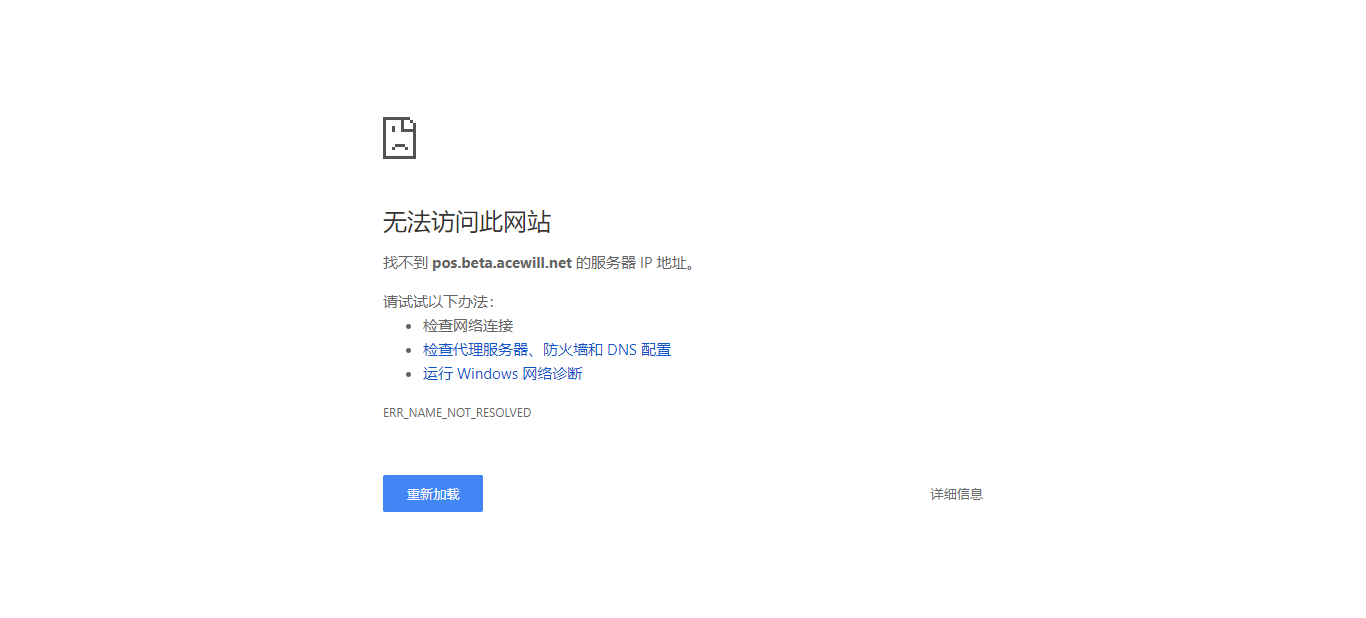 无法访问此网站
找不到 pos.beta.acewill.net 的服务器 IP 地址。
请试试以下办法：
检查网络连接
检查代理服务器、防火墙和 DNS 配置
运行 Windows 网络诊断
ERR_NAME_NOT_RESOLVED
重新加载
详细信息